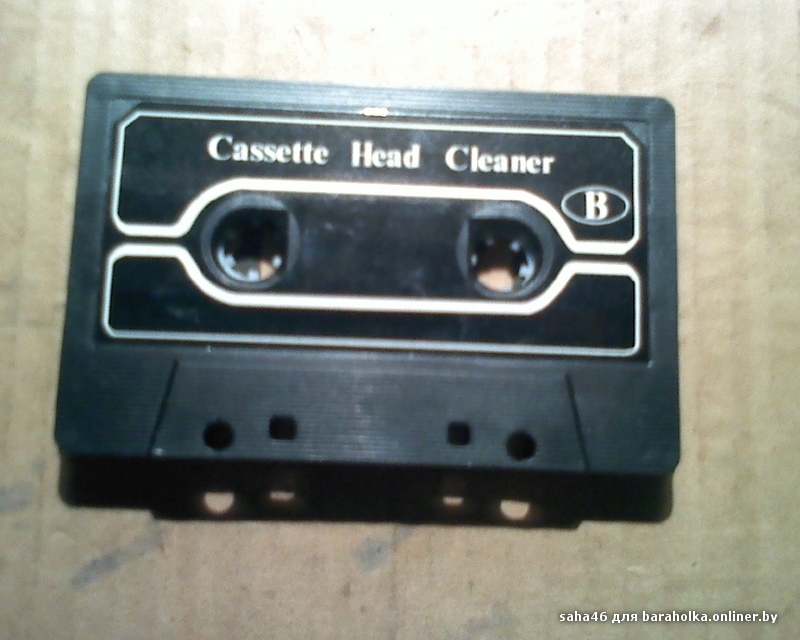 Cassette Head Cleaner
B
saha46 для baraholka.onliner.by